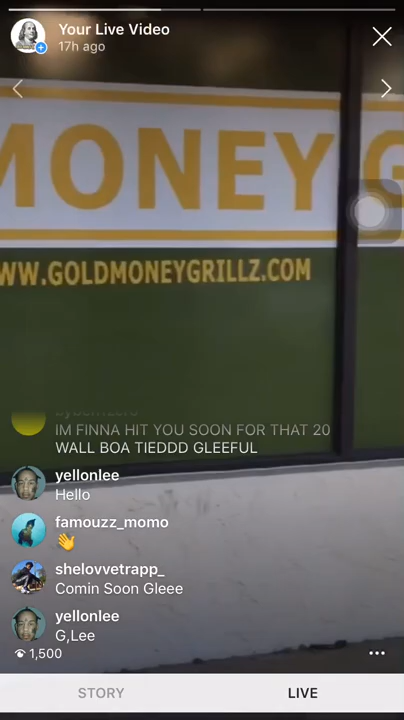 Your Live Video
17h ago
MONEY G
WW.GOLDMONEYGRILLZ.COM
IM FINNA HIT YOU SOON FOR THAT 20
WALL BOA TIEDDD GLEEFUL
yellonlee
Hello
famouzz_momo
👋
shelovvetrapp_
Comin Soon Gleee
yellonlee
G,Lee
1,500
STORY
LIVE